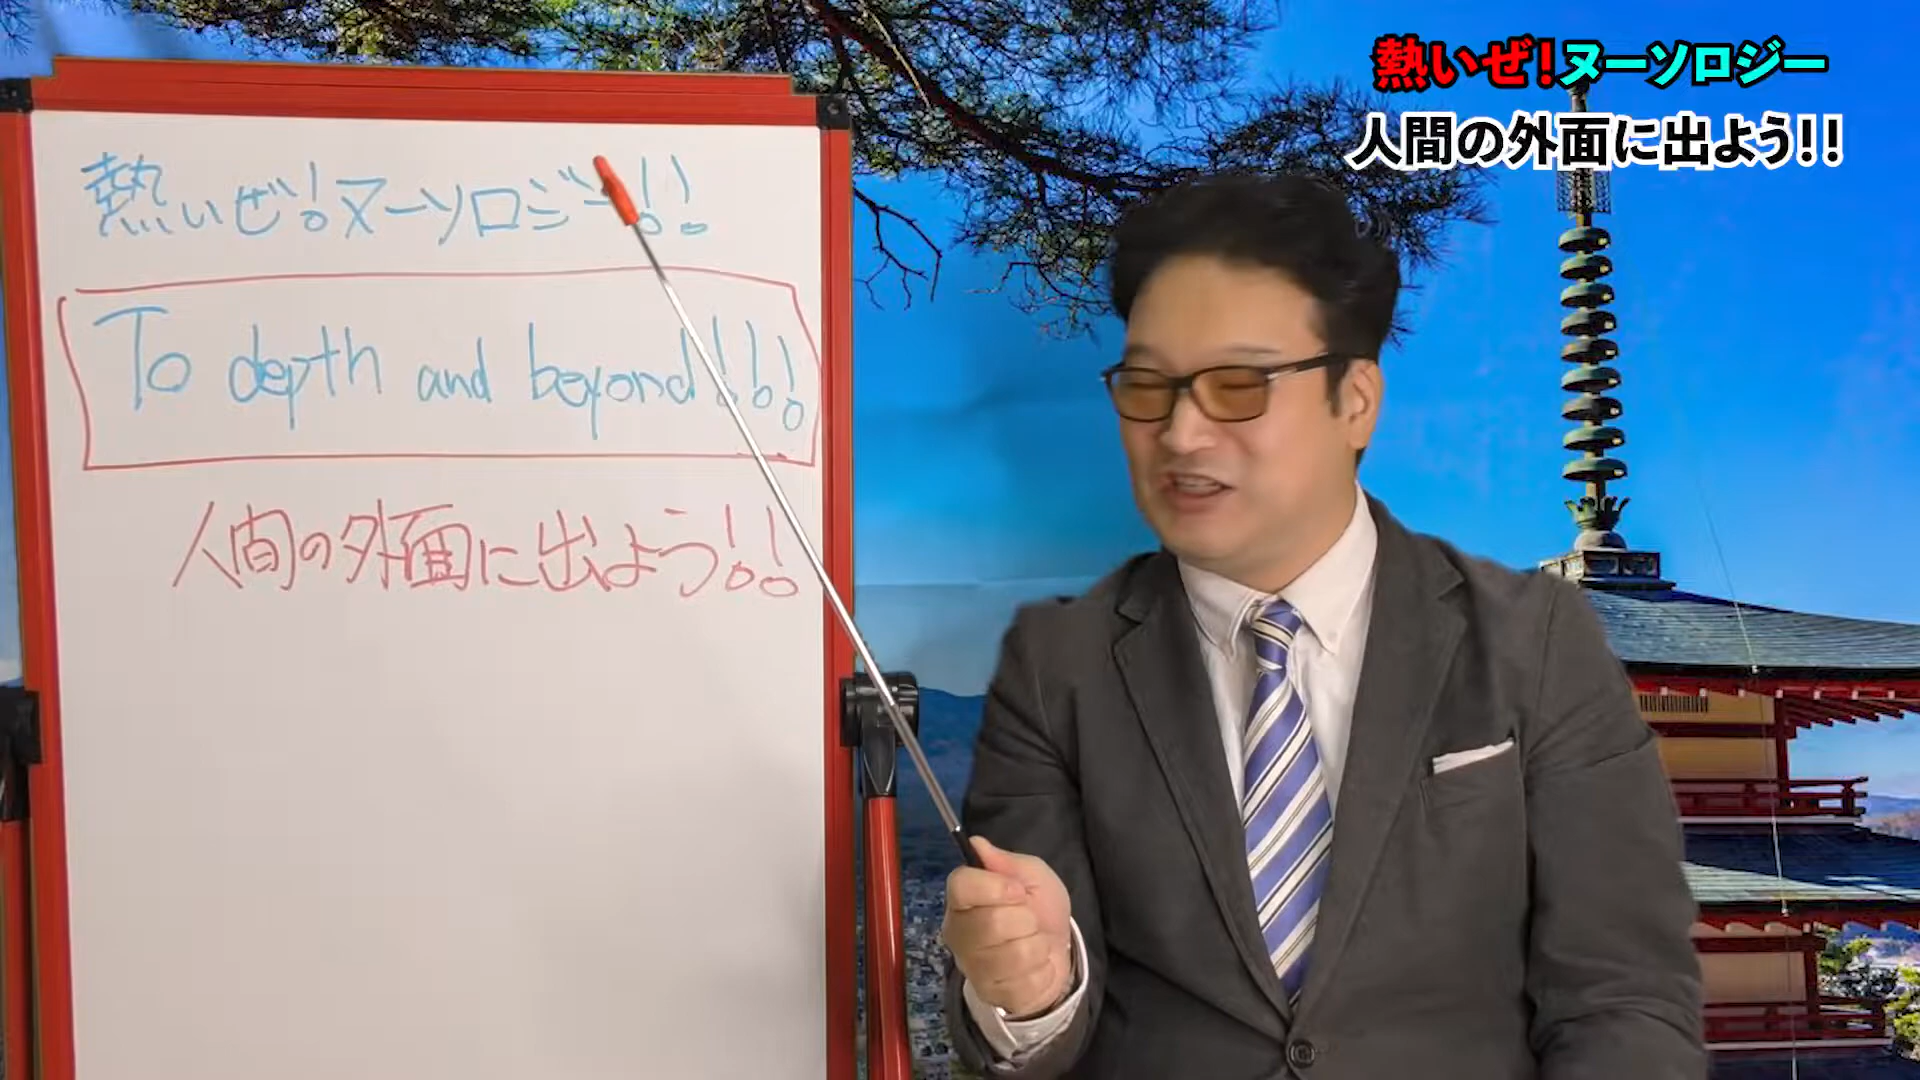 熱いぜ！ヌーソロジー
人間の外面に出よう！！
熱いぜ！ヌーソロジー！！
To depth and beyond!!!
人間の外面に出よう！！